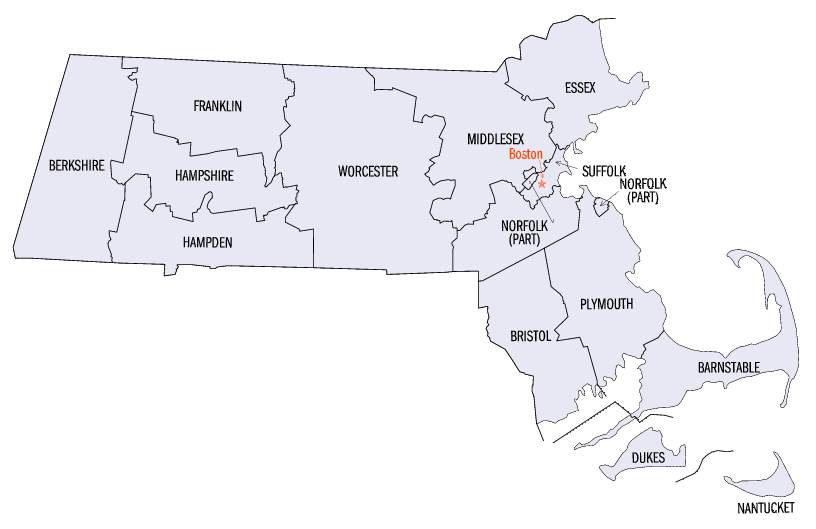 ESSEX
FRANKLIN
MIDDLESEX
Boston
BERKSHIRE
WORCESTER
SUFFOLK
HAMPSHIRE
NORFOLK
(PART)
NORFOLK
(PART)
HAMPDEN
PLYMOUTH
BRISTOL
BARNSTABLE
DUKES
NANTUCKET